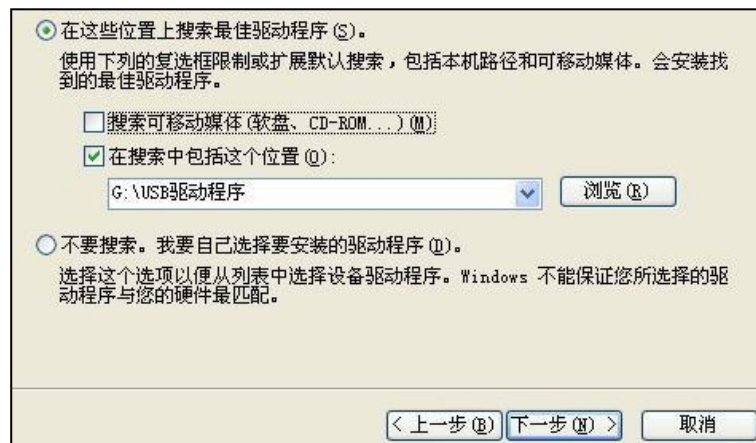 在这些位置上搜索最佳驱动程序(S)。
使用下列的复选框限制或扩展默认搜索，包括本机路径和可移动媒体。会安装找
到的最佳驱动程序。
搜索可移动媒体(软盘、CD-ROM...)(M)
在搜索中包括这个位置(O):
G:\USB驱动程序
浏览(R)
不要搜索。我要自己选择要安装的驱动程序(D)。
选择这个选项以便从列表中选择设备驱动程序。Windows 不能保证您所选择的驱
动程序与您的硬件最匹配。
< 上一步(B) 下一步(N) > 取消